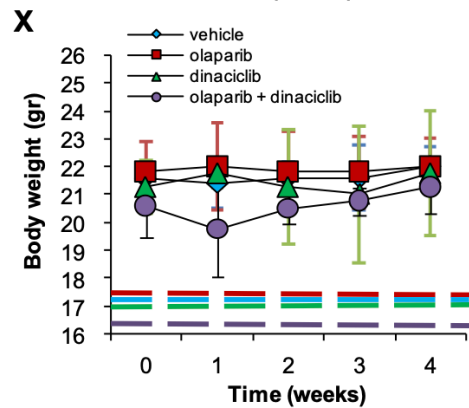 X
vehicle
olaparib
dinaciclib
olaparib + dinaciclib
Body weight (gr)
26
25
24
23
22
21
20
19
18
17
16
0 1 2 3 4
Time (weeks)